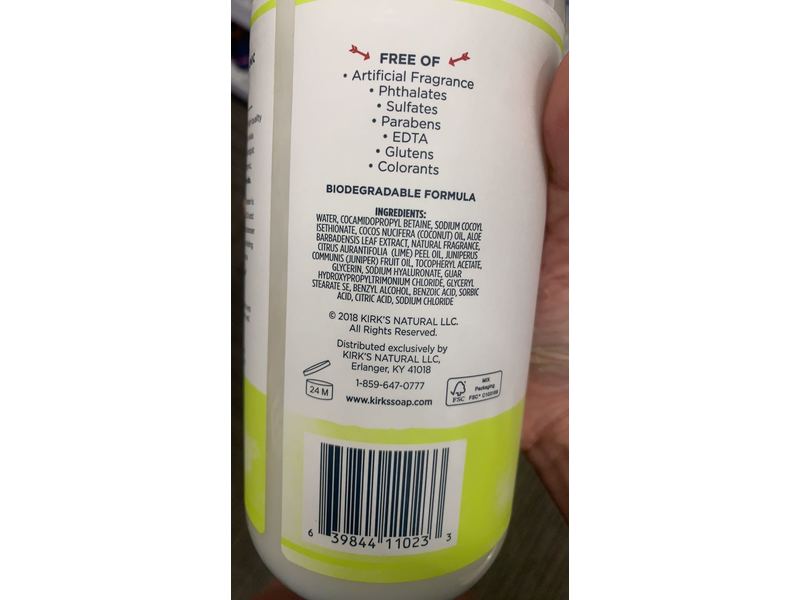 FREE OF
• Artificial Fragrance
• Phthalates
• Sulfates
• Parabens
• EDTA
• Glutens
• Colorants
BIODEGRADABLE FORMULA
INGREDIENTS:
WATER, COCAMIDOPROPYL BETAINE, SODIUM COCOYL
ISETHIONATE, COCOS NUCIFERA (COCONUT) OIL, ALOE
BARBADENSIS LEAF EXTRACT, NATURAL FRAGRANCE,
CITRUS AURANTIFOLIA (LIME) PEEL OIL, JUNIPERUS
COMMUNIS (JUNIPER) FRUIT OIL, TOCOPHERYL ACETATE,
GLYCERIN, SODIUM HYALURONATE, GUAR
HYDROXYPROPYLTRIMONIUM CHLORIDE, GLYCERYL
STEARATE SE, BENZYL ALCOHOL, BENZOIC ACID, SORBIC
ACID, CITRIC ACID, SODIUM CHLORIDE
© 2018 KIRK'S NATURAL LLC.
All Rights Reserved.
Distributed exclusively by
KIRK'S NATURAL LLC,
Erlanger, KY 41018
1-859-647-0777
www.kirkssoap.com
24 M
FSC
MIX
Packaging
FSC®
6 39844 11023 3